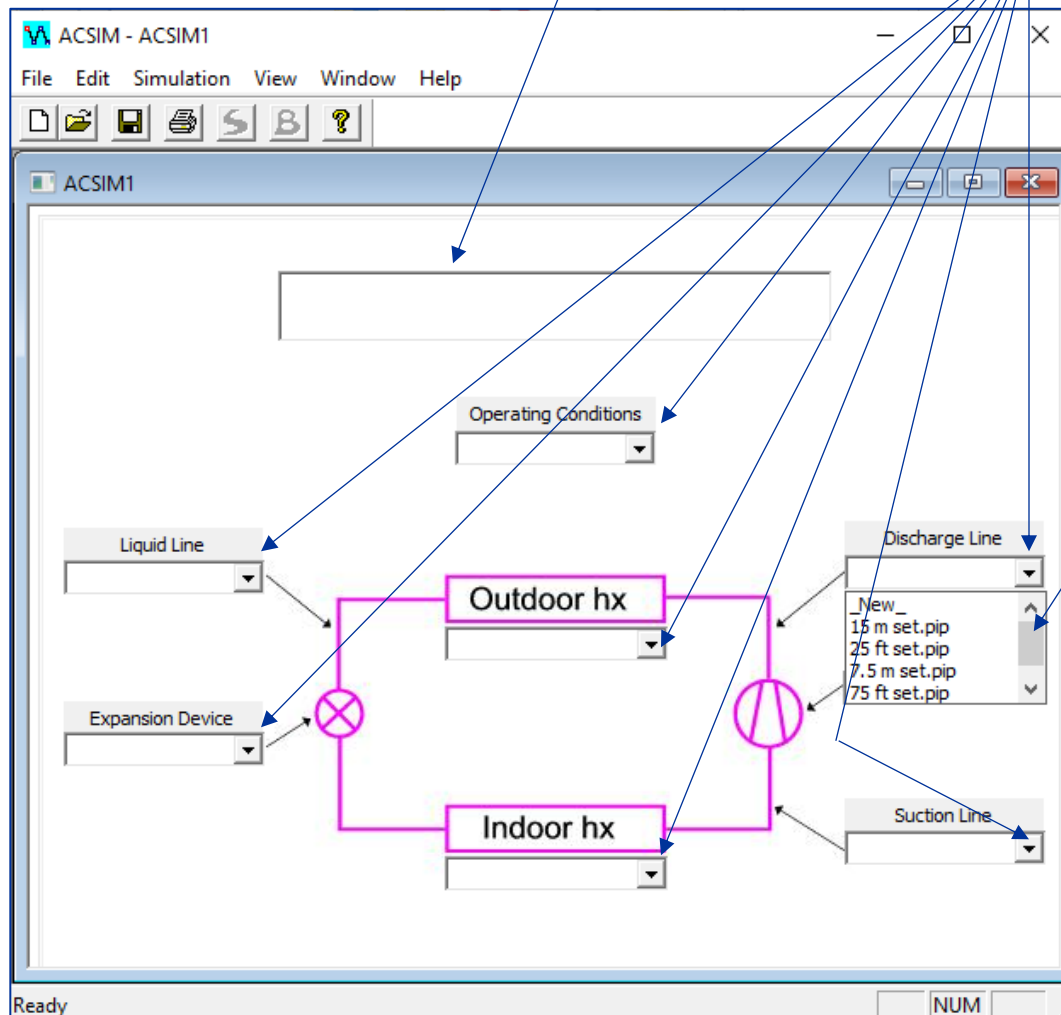 ACSIM - ACSIM1
File Edit Simulation View Window Help
ACSIM1
Operating Conditions
Liquid Line
Discharge Line
Outdoor hx
_New_
15 m set.pip
25 ft set.pip
7.5 m set.pip
75 ft set.pip
Expansion Device
Indoor hx
Suction Line
Ready
NUM